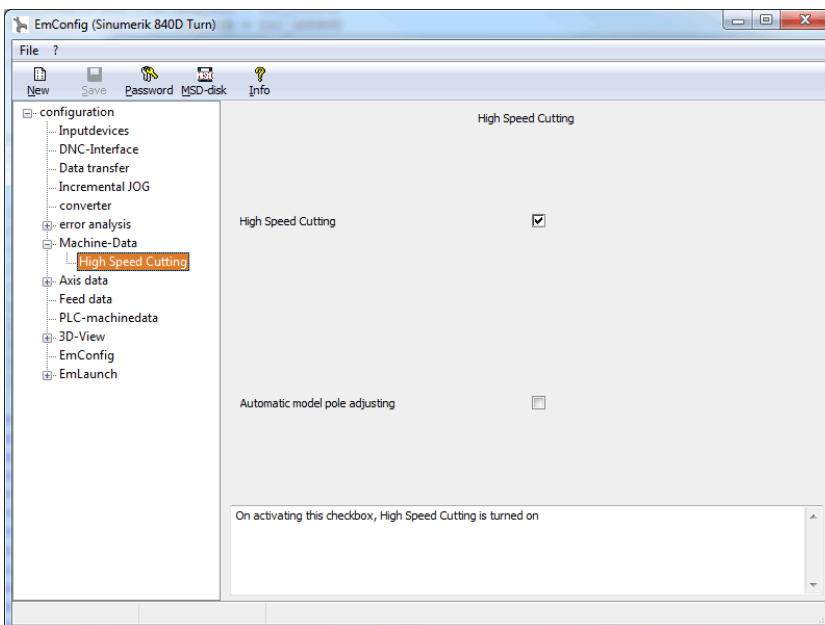 EmConfig (Sinumerik 840D Turn)
File ?
New Save Password MSD-disk Info
configuration
Inputdevices
DNC-Interface
Data transfer
Incremental JOG
converter
error analysis
Machine-Data
High Speed Cutting
Axis data
Feed data
PLC-machinedata
3D-View
EmConfig
EmLaunch
High Speed Cutting
High Speed Cutting
Automatic model pole adjusting
On activating this checkbox, High Speed Cutting is turned on